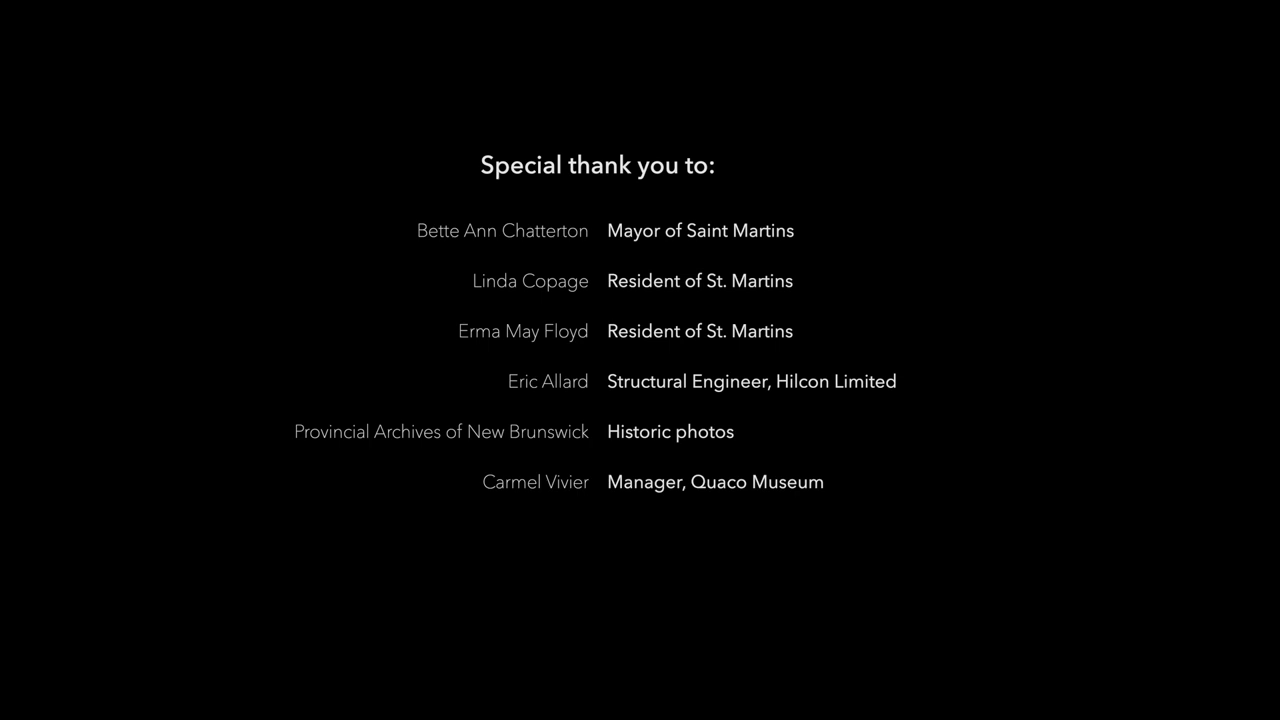 Special thank you to:
Bette Ann Chatterton Mayor of Saint Martins
Linda Copage Resident of St. Martins
Erma May Floyd Resident of St. Martins
Eric Allard Structural Engineer, Hilcon Limited
Provincial Archives of New Brunswick Historic photos
Carmel Vivier Manager, Quaco Museum